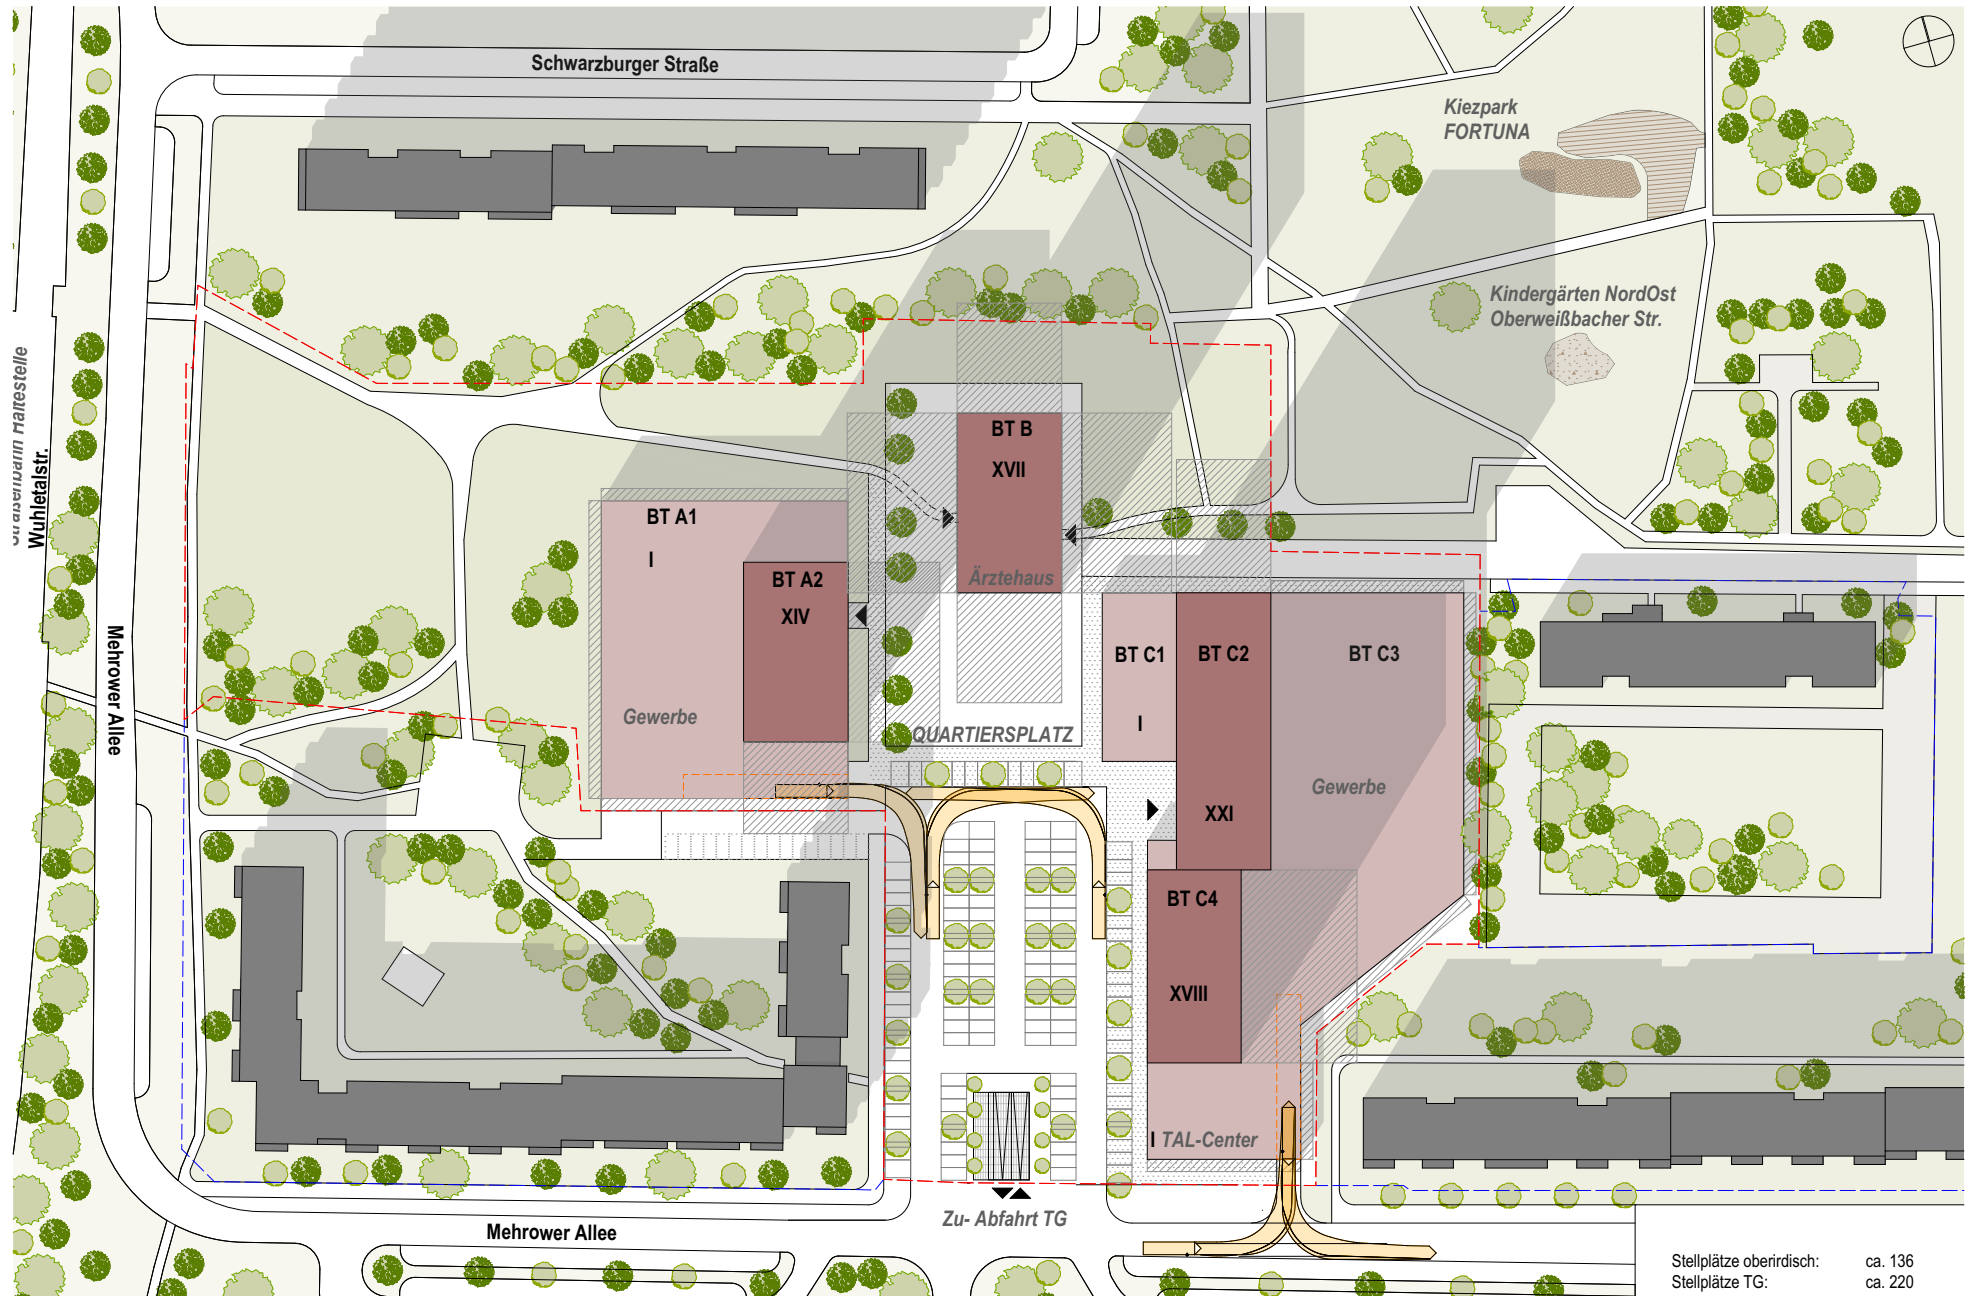 Schwarzburger Straße
Kiezpark
FORTUNA
Kindergärten NordOst
Oberweißbacher Str.
Straßenbahn Haltestelle
Wuhletalstr.
BT B
XVII
BT A1
I
BT A2
XIV
Ärztehaus
Mehrower Allee
BT C1
BT C2
BT C3
Gewerbe
I
QUARTIERSPLATZ
Gewerbe
XXI
BT C4
XVIII
I TAL-Center
Zu- Abfahrt TG
Mehrower Allee
Stellplätze oberirdisch: ca. 136
Stellplätze TG: ca. 220